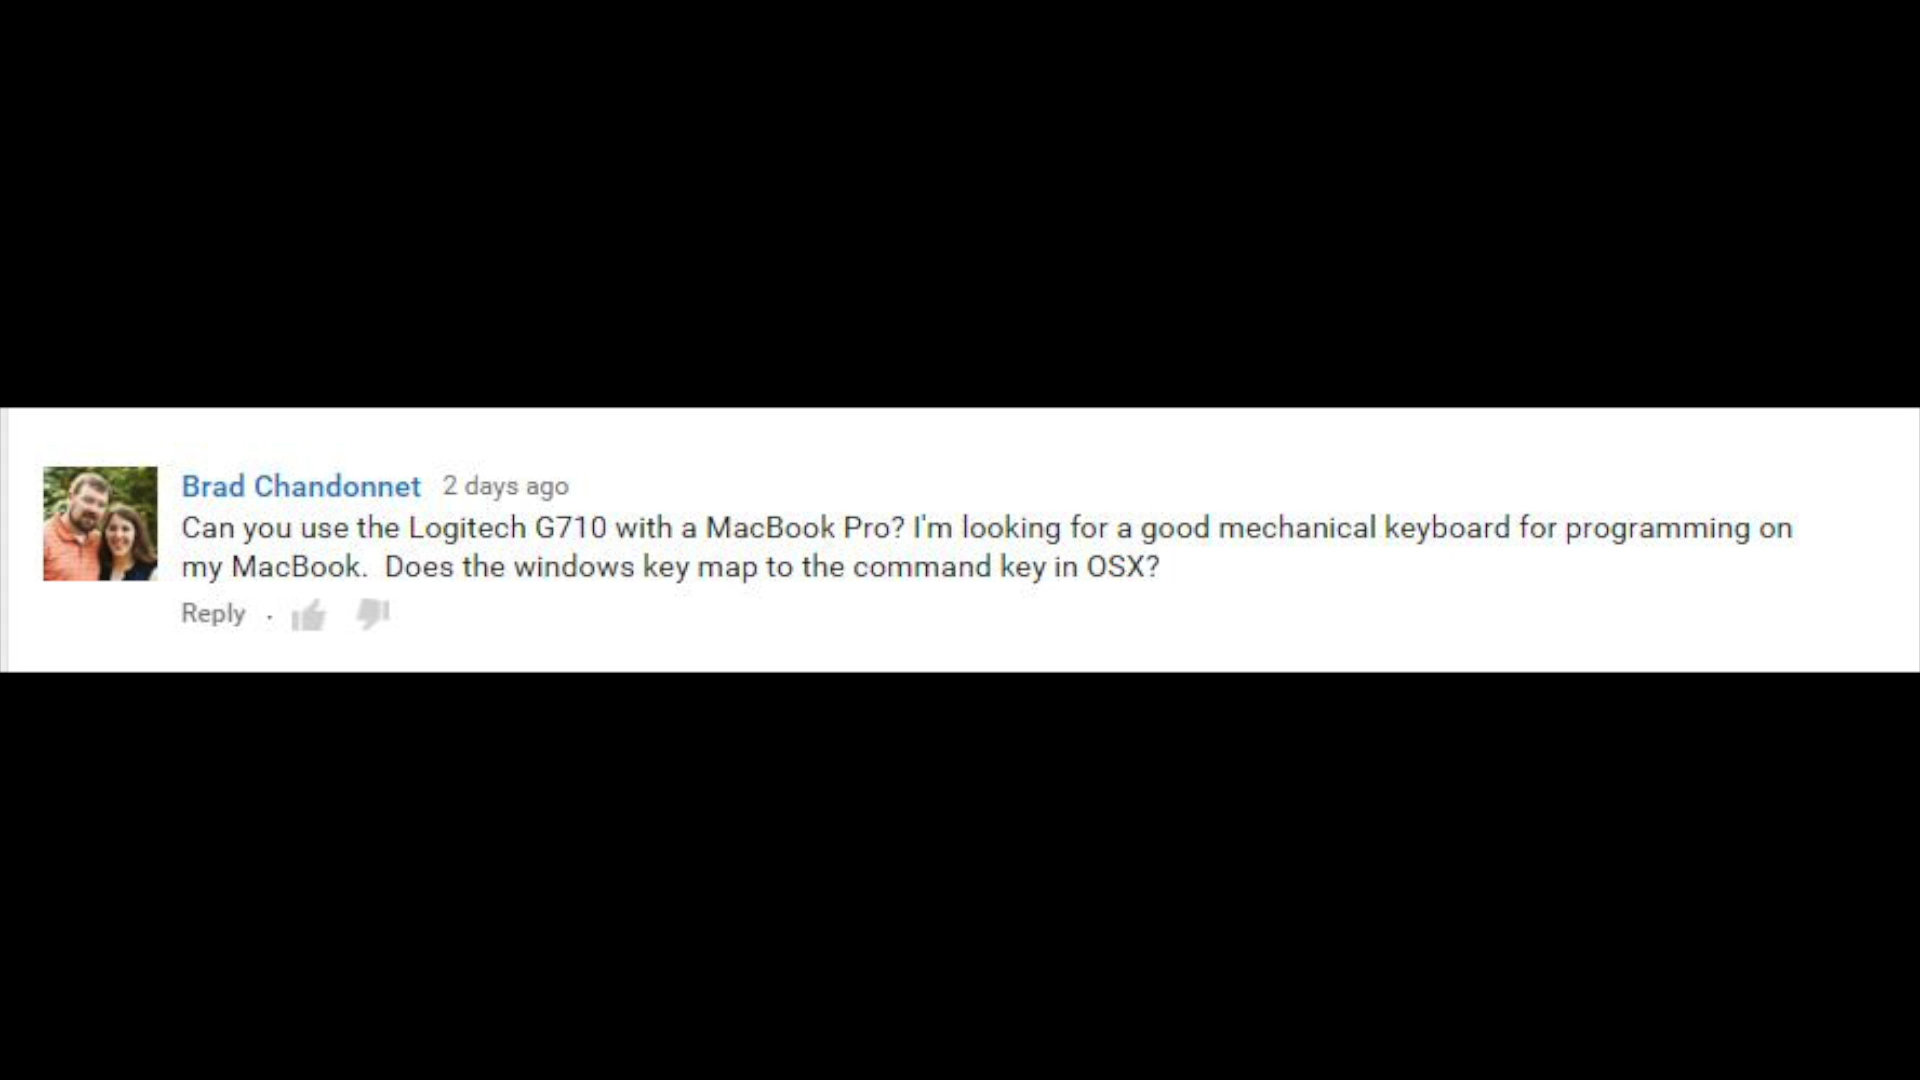 Brad Chandonnet 2 days ago
Can you use the Logitech G710 with a MacBook Pro? I'm looking for a good mechanical keyboard for programming on
my MacBook.  Does the windows key map to the command key in OSX?
Reply ·